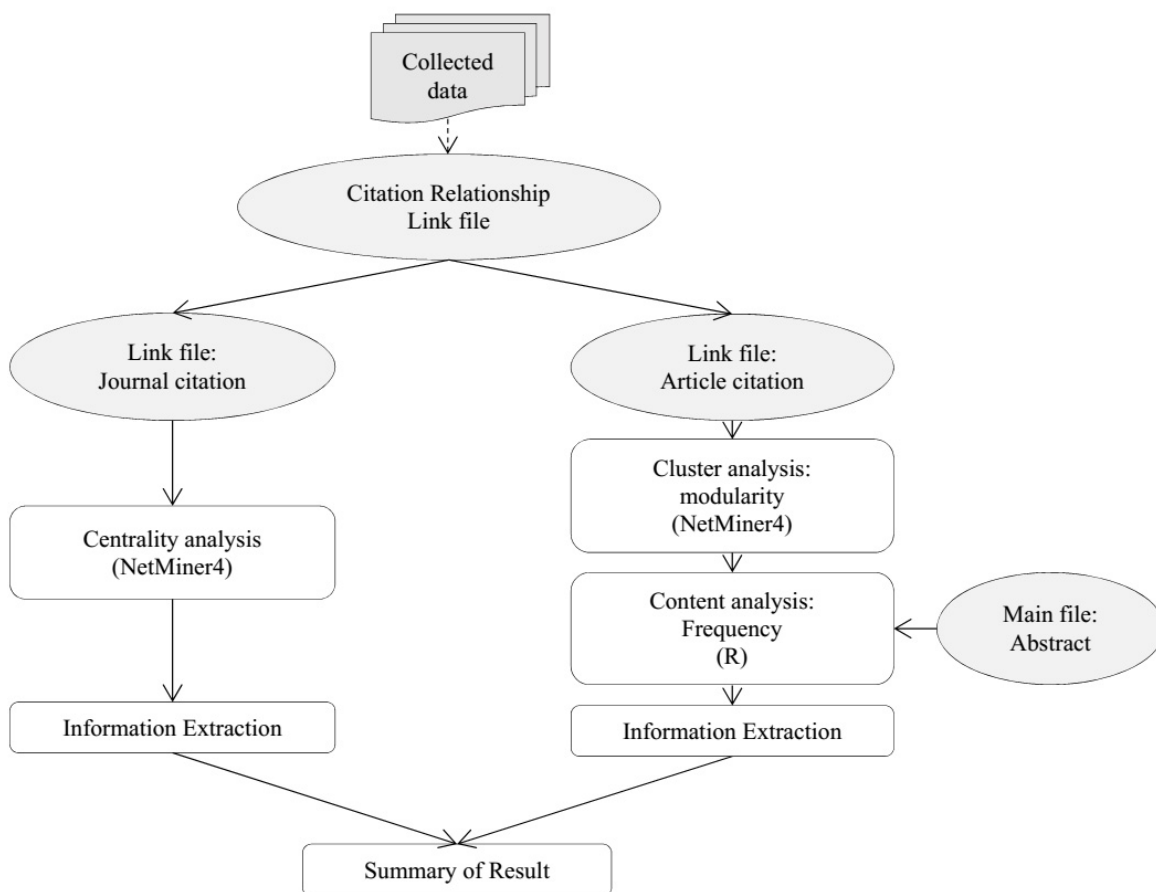 Collected
data
Citation Relationship
Link file
Link file:
Journal citation
Link file:
Article citation
Cluster analysis:
modularity
(NetMiner4)
Centrality analysis
(NetMiner4)
Content analysis:
Frequency
(R)
Main file:
Abstract
Information Extraction
Information Extraction
Summary of Result